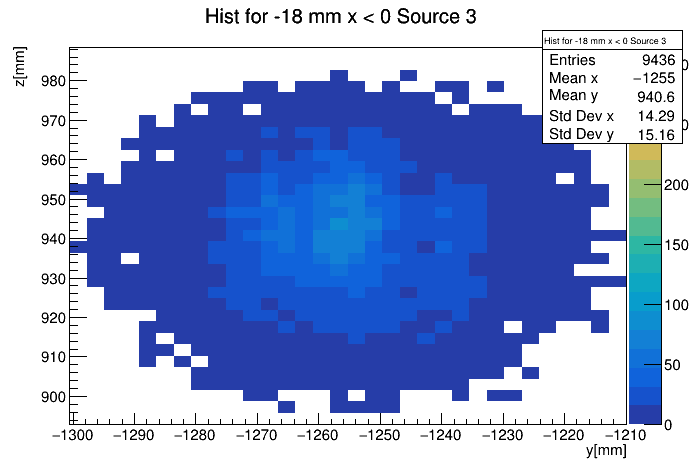 Hist for -18 mm x < 0 Source 3
z[mm]
Hist for -18 mm x < 0 Source 3
Entries 9436
Mean x −1255
Mean y 940.6
Std Dev x 14.29
Std Dev y 15.16
980
970
960
950
940
930
920
910
900
−1300 −1290 −1280 −1270 −1260 −1250 −1240 −1230 −1220 −1210
y[mm]
0
0
200
150
100
50
0